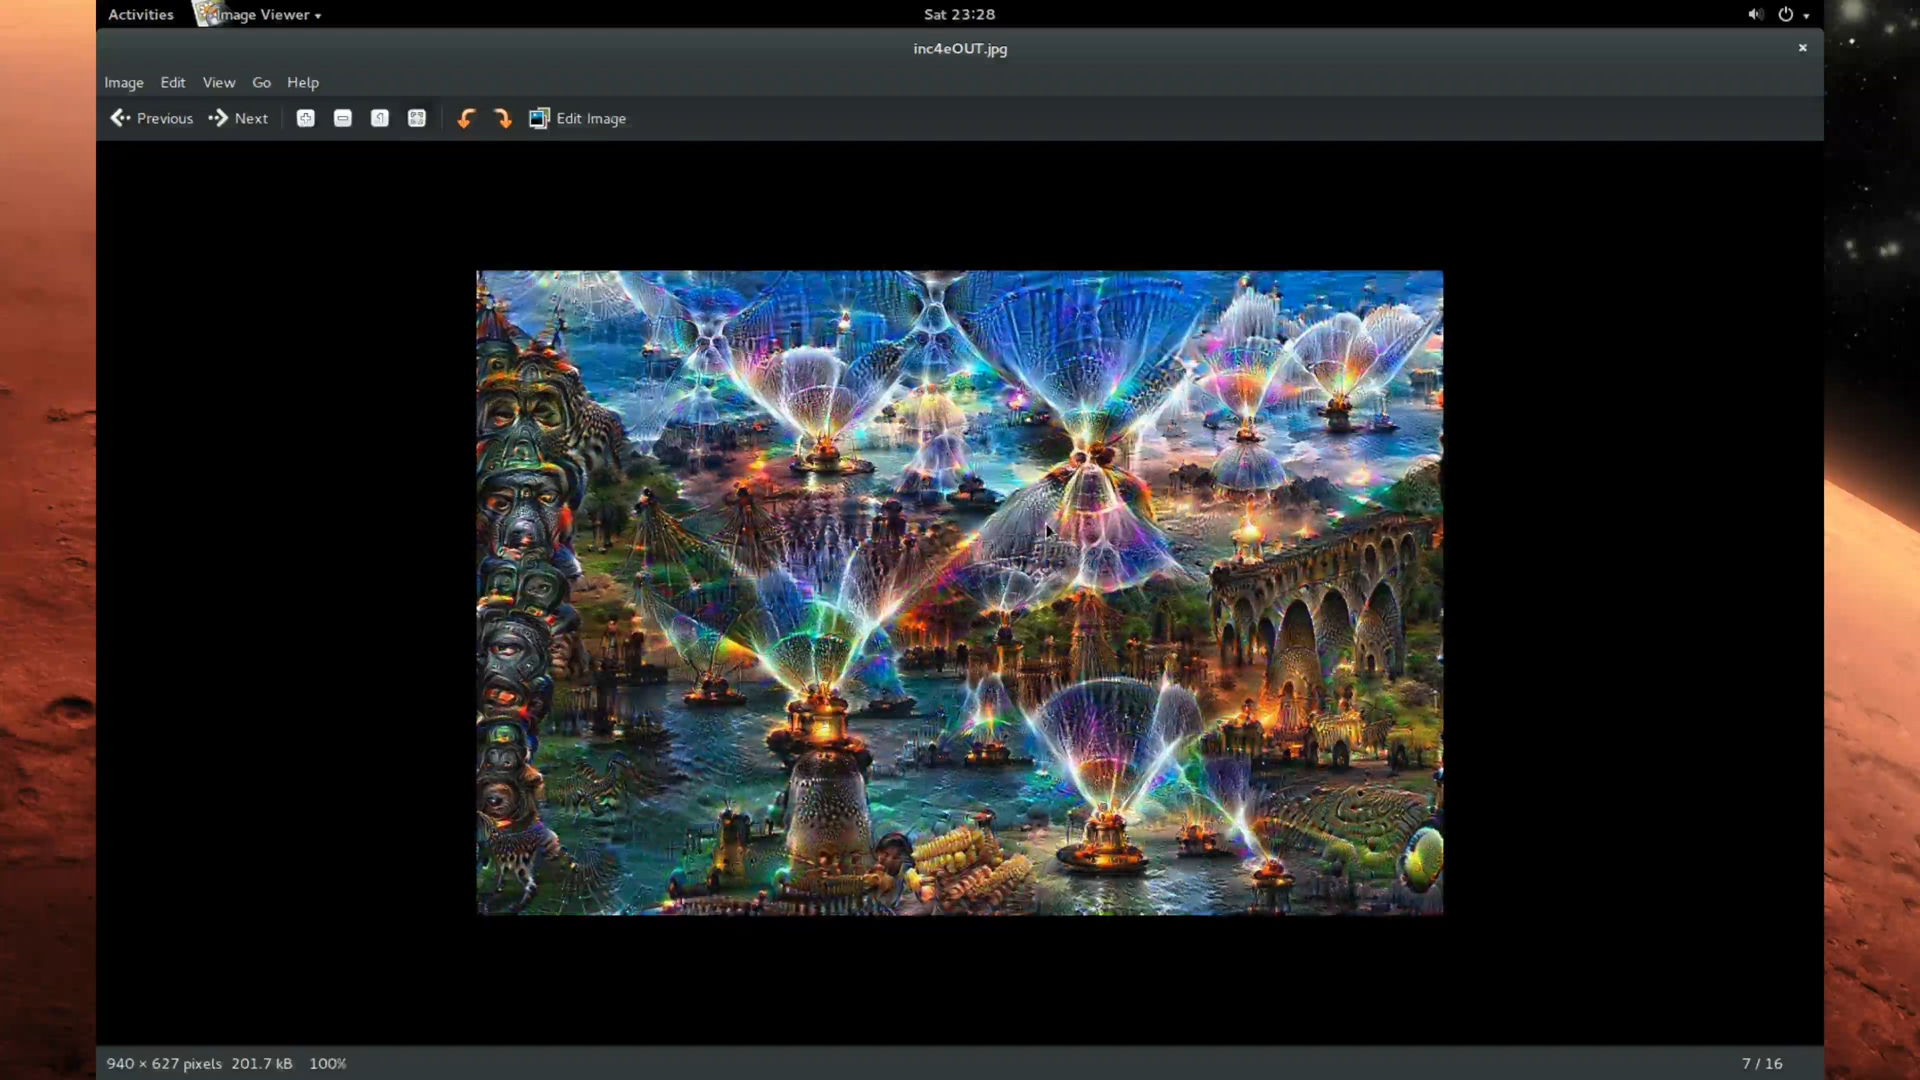 Activities Image Viewer Sat 23:28
inc4eOUT.jpg
Image Edit View Go Help
Previous Next Edit Image
940 × 627 pixels 201.7 kB 100% 7 / 16